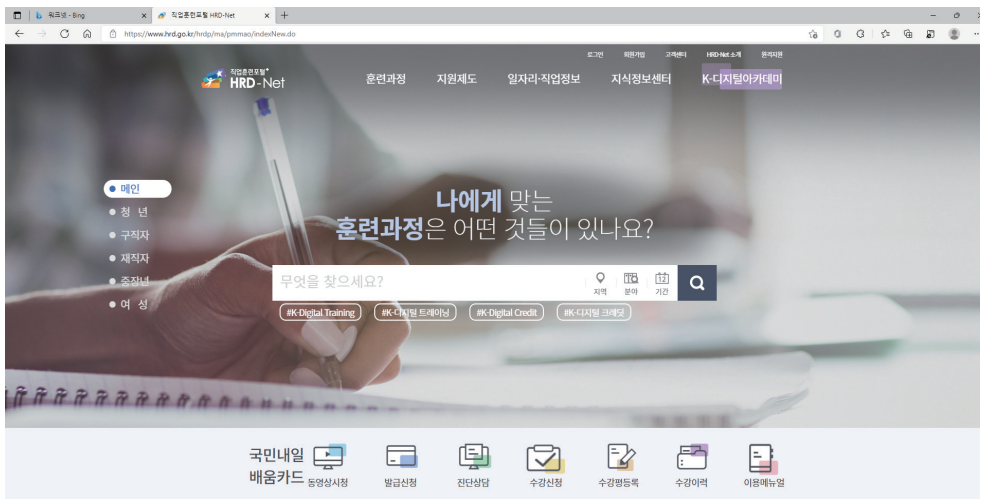 워크넷 - Bing
직업훈련포털 HRD-Net
https://www.hrd.go.kr/hrdp/ma/pmmao/indexNew.do
로그인 회원가입 고객센터 HRD-Net 소개 원격지원
직업훈련포털
HRD-Net
훈련과정 지원제도 일자리·직업정보 지식정보센터 K-디지털아카데미
메인
청 년
구직자
재직자
중장년
여 성
나에게 맞는
훈련과정은 어떤 것들이 있나요?
무엇을 찾으세요?
지역 분야 기간
12
#K-Digital Training #K-디지털 트레이닝 #K-Digital Credit #K-디지털 크레딧
국민내일
배움카드
동영상시청 발급신청 진단상담 수강신청 수강평등록 수강이력 이용메뉴얼